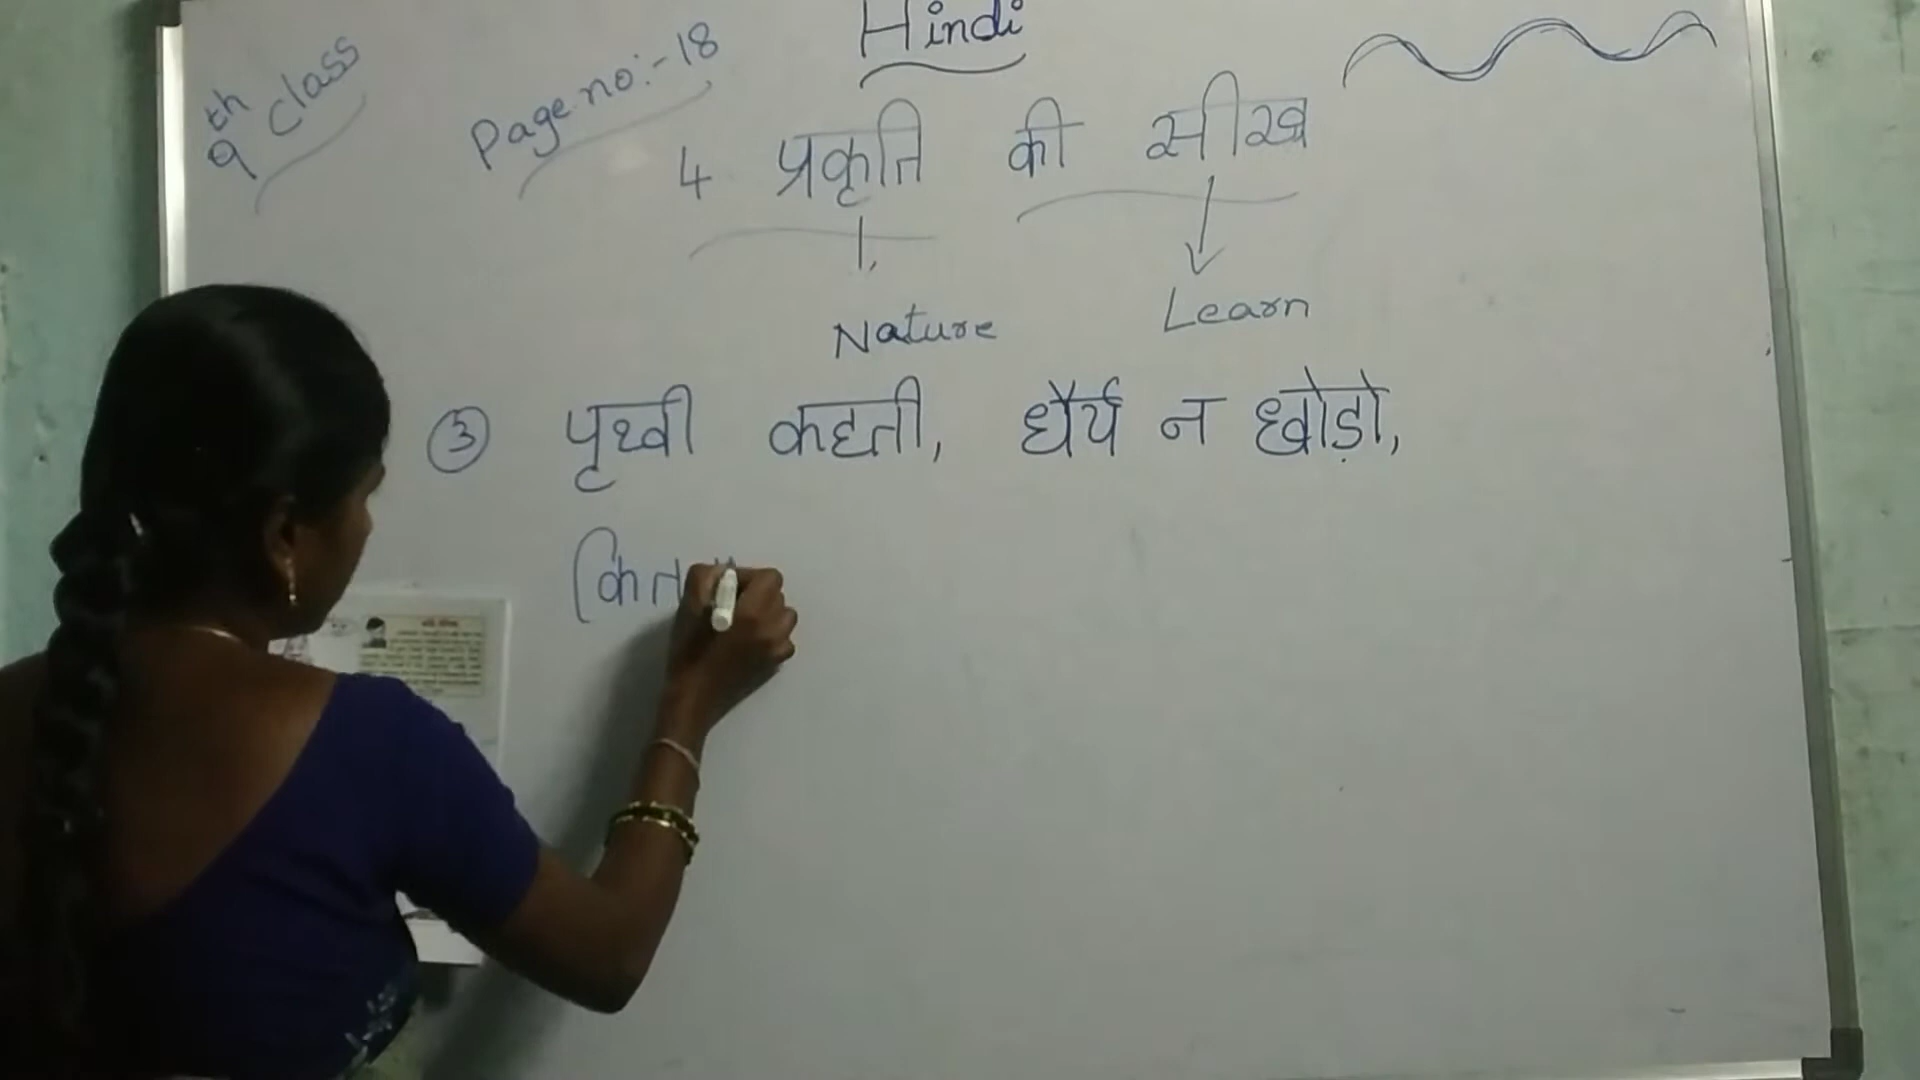 Hindi
9th class
Page no:-18
4 प्रकृति की सीख
Nature
Learn
③ पृथ्वी कहती, धैर्य न छोड़ो,